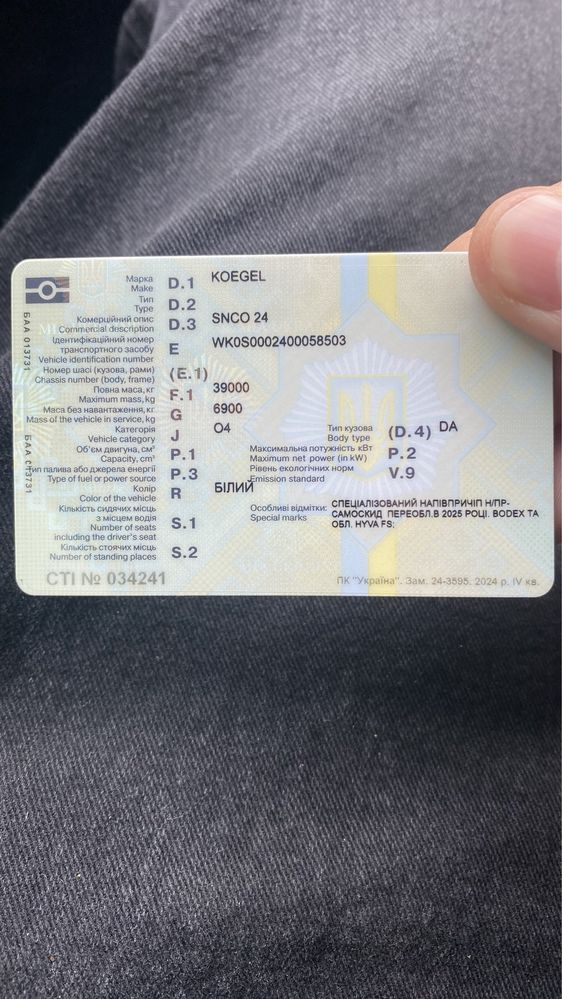 БАА 013731
БАА 013731
Марка
Make D.1 KOEGEL
Тип
Type D.2
Комерційний опис
Commercial description D.3 SNCO 24
Ідентифікаційний номер
транспортного засобу
Vehicle identification number E WK0S0002400058503
Номер шасі (кузова, рами)
Chassis number (body, frame) (E.1)
Повна маса, кг
Maximum mass, kg F.1 39000
Маса без навантаження, кг
Mass of the vehicle in service, kg G 6900
Категорія
Vehicle category J O4
Об'єм двигуна, см³
Capacity, cm³ P.1
Тип палива або джерела енергії
Type of fuel or power source P.3
Колір
Color of the vehicle R БІЛИЙ
Кількість сидячих місць
з місцем водія
Number of seats
including the driver's seat S.1
Кількість стоячих місць
Number of standing places S.2
Тип кузова
Body type (D.4) DA
Максимальна потужність кВт
Maximum net power (in kW) P.2
Рівень екологічних норм
Emission standard V.9
Особливі відмітки:
Special marks
СПЕЦІАЛІЗОВАНИЙ НАПІВПРИЧІП Н/ПР-
САМОСКИД ПЕРЕОБЛ.В 2025 РОЦІ. BODEX ТА
ОБЛ. HYVA FS;
СТІ № 034241
ПК "Україна". Зам. 24-3595. 2024 р. IV кв.